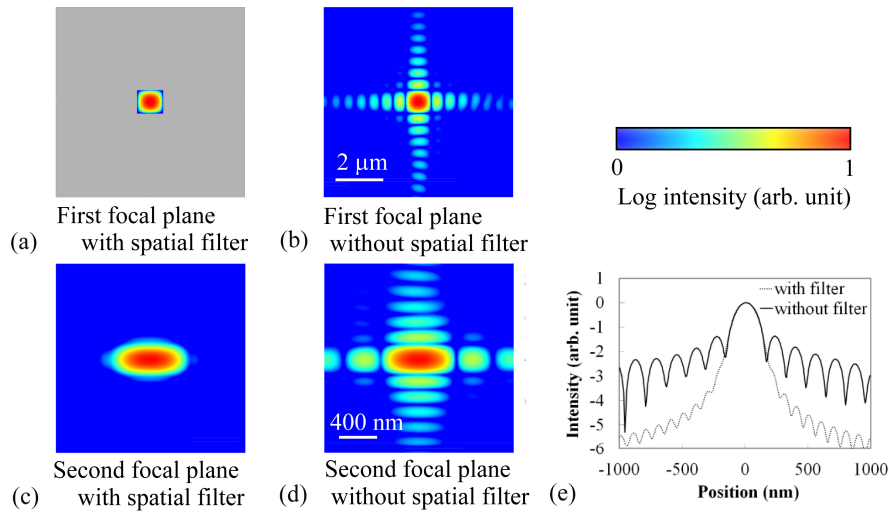 2 μm
0 1
Log intensity (arb. unit)
(a) First focal plane
with spatial filter
(b) First focal plane
without spatial filter
400 nm
(c) Second focal plane
with spatial filter
(d) Second focal plane
without spatial filter
(e)
Intensity (arb. unit)
1
0
-1
-2
-3
-4
-5
-6
with filter
without filter
-1000 -500 0 500 1000
Position (nm)